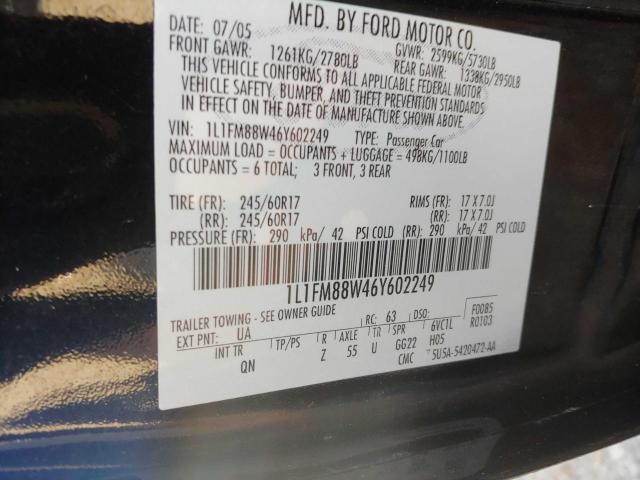 MFD. BY FORD MOTOR CO.
DATE: 07/05 GVWR: 2599KG/5730LB
FRONT GAWR: 1261KG/2780LB REAR GAWR: 1338KG/2950LB
THIS VEHICLE CONFORMS TO ALL APPLICABLE FEDERAL MOTOR
VEHICLE SAFETY, BUMPER, AND THEFT PREVENTION STANDARDS
IN EFFECT ON THE DATE OF MANUFACTURE SHOWN ABOVE.
VIN: 1L1FM88W46Y602249 TYPE: Passenger Car
MAXIMUM LOAD = OCCUPANTS + LUGGAGE = 498KG/1100LB
OCCUPANTS = 6 TOTAL; 3 FRONT, 3 REAR
TIRE (FR): 245/60R17 RIMS (FR): 17 X 7.0J
(RR): 245/60R17 (RR): 17 X 7.0J
PRESSURE (FR): 290 kPa/ 42 PSI COLD (RR): 290 kPa/ 42 PSI COLD
1L1FM88W46Y602249
TRAILER TOWING - SEE OWNER GUIDE
EXT PNT: UA RC: 63 DSO: F0085
R0103
INT TR TP/PS R AXLE TR SPR 6VC1L
QN Z 55 U GG22 H05
CMC 5U5A-5420472-AA